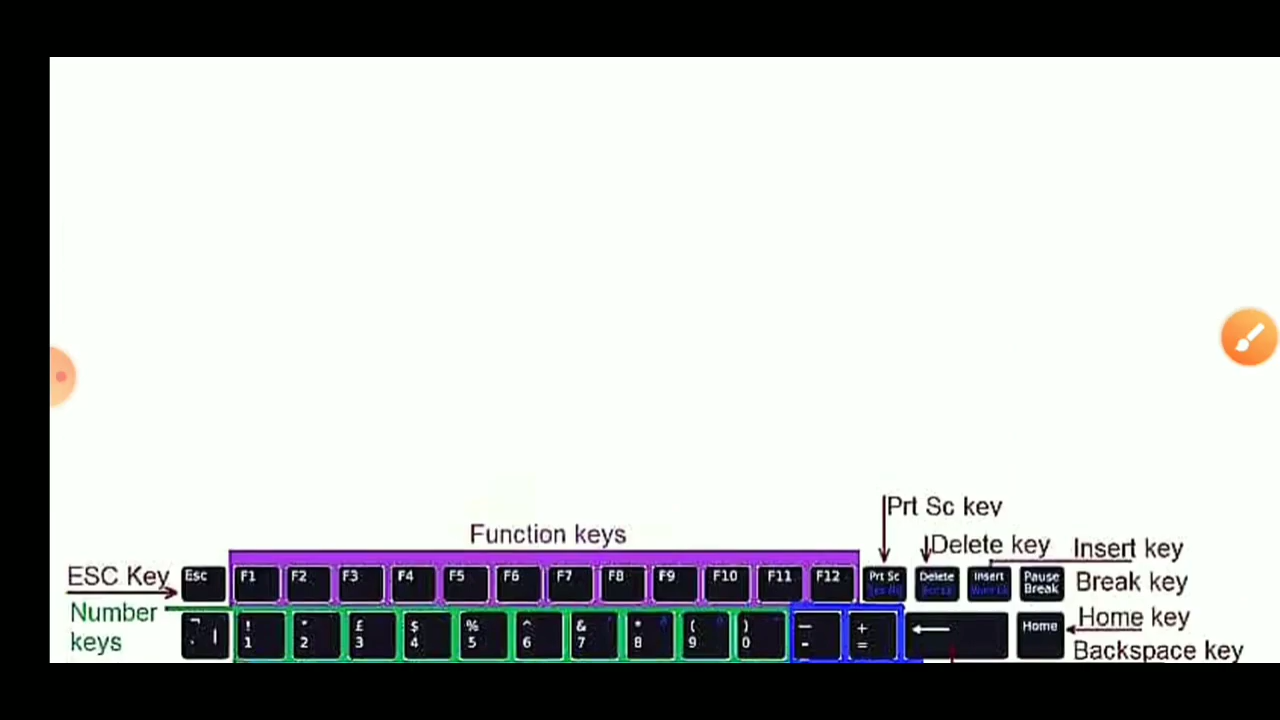 Prt Sc key
Function keys
Delete key
Insert key
ESC Key
Esc
F1
F2
F3
F4
F5
F6
F7
F8
F9
F10
F11
F12
Prt Sc
Delete
Insert
Pause
Break
Break key
Number
keys
¬
!
1
"
2
£
3
$
4
%
5
^
6
&
7
*
8
(
9
)
0
—
-
+
=
Home
Home key
Backspace key